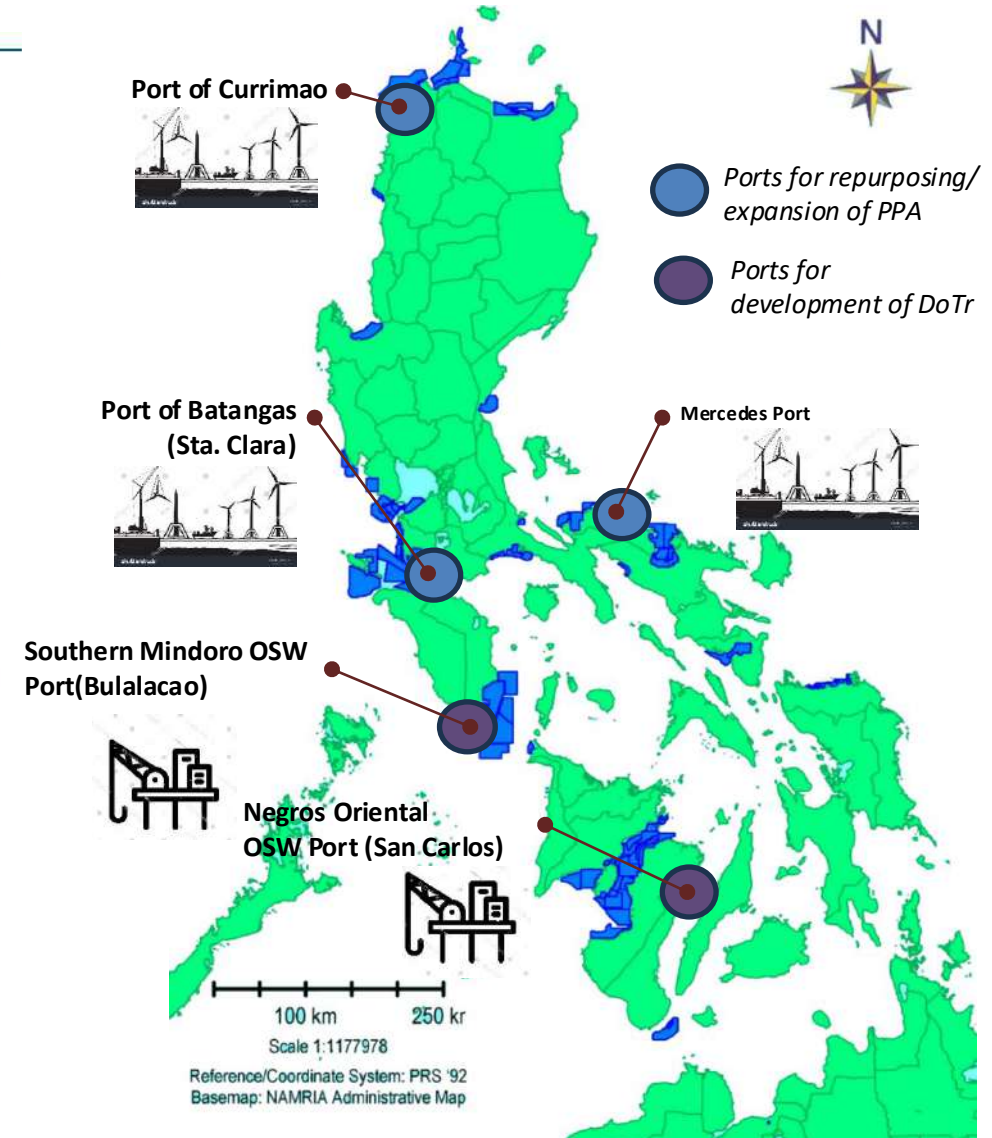 N
Port of Currimao
Ports for repurposing/
expansion of PPA
Ports for
development of DoTr
Port of Batangas
(Sta. Clara)
Mercedes Port
Southern Mindoro OSW
Port(Bulalacao)
Negros Oriental
OSW Port (San Carlos)
100 km
250 kr
Scale 1:1177978
Reference/Coordinate System: PRS '92
Basemap: NAMRIA Administrative Map